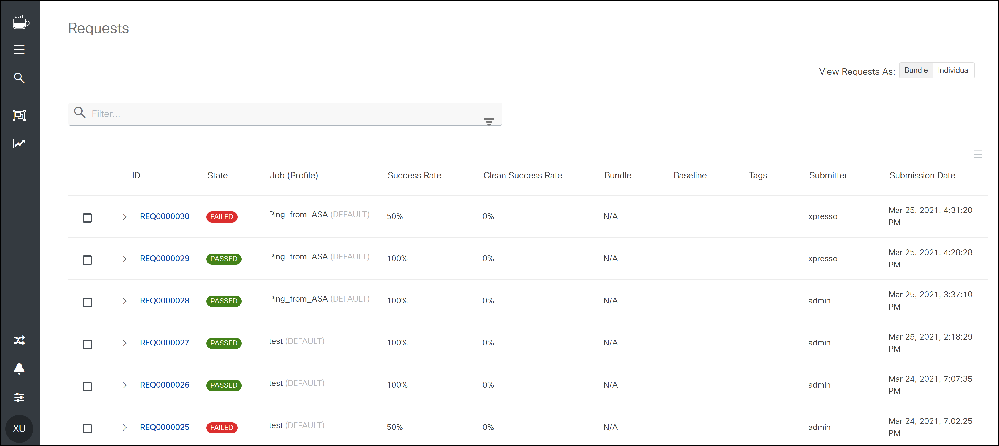 Requests
View Requests As: Bundle Individual
Filter...
ID State Job (Profile) Success Rate Clean Success Rate Bundle Baseline Tags Submitter Submission Date
REQ0000030 FAILED Ping_from_ASA (DEFAULT) 50% 0% N/A xpresso Mar 25, 2021, 4:31:20
PM
REQ0000029 PASSED Ping_from_ASA (DEFAULT) 100% 0% N/A xpresso Mar 25, 2021, 4:28:28
PM
REQ0000028 PASSED Ping_from_ASA (DEFAULT) 100% 0% N/A admin Mar 25, 2021, 3:37:10
PM
REQ0000027 PASSED test (DEFAULT) 100% 0% N/A admin Mar 25, 2021, 2:18:29
PM
REQ0000026 PASSED test (DEFAULT) 100% 0% N/A admin Mar 24, 2021, 7:07:35
PM
REQ0000025 FAILED test (DEFAULT) 50% 0% N/A admin Mar 24, 2021, 7:02:25
PM
XU